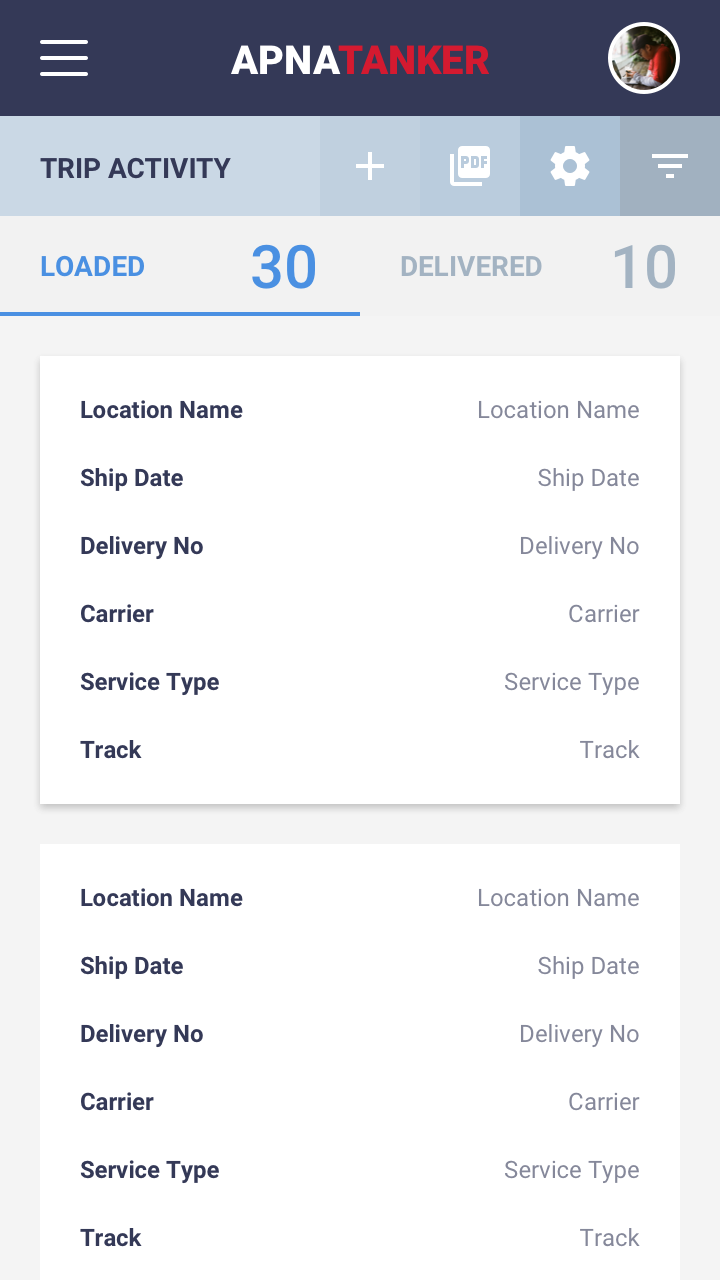 APNATANKER
TRIP ACTIVITY PDF
LOADED 30 DELIVERED 10
Location Name Location Name
Ship Date Ship Date
Delivery No Delivery No
Carrier Carrier
Service Type Service Type
Track Track
Location Name Location Name
Ship Date Ship Date
Delivery No Delivery No
Carrier Carrier
Service Type Service Type
Track Track